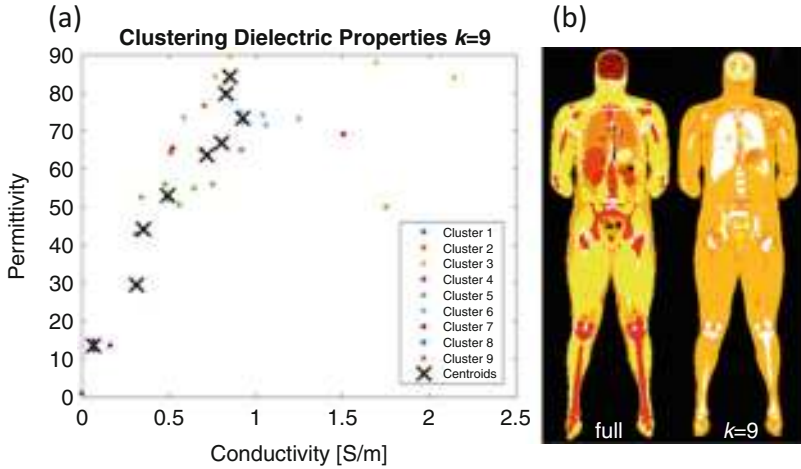 (a)
Clustering Dielectric Properties k=9
90
80
70
60
50
40
30
20
10
0
Permittivity
0
0.5
1
1.5
2
2.5
Conductivity [S/m]
Cluster 1
Cluster 2
Cluster 3
Cluster 4
Cluster 5
Cluster 6
Cluster 7
Cluster 8
Cluster 9
Centroids
(b)
full
k=9